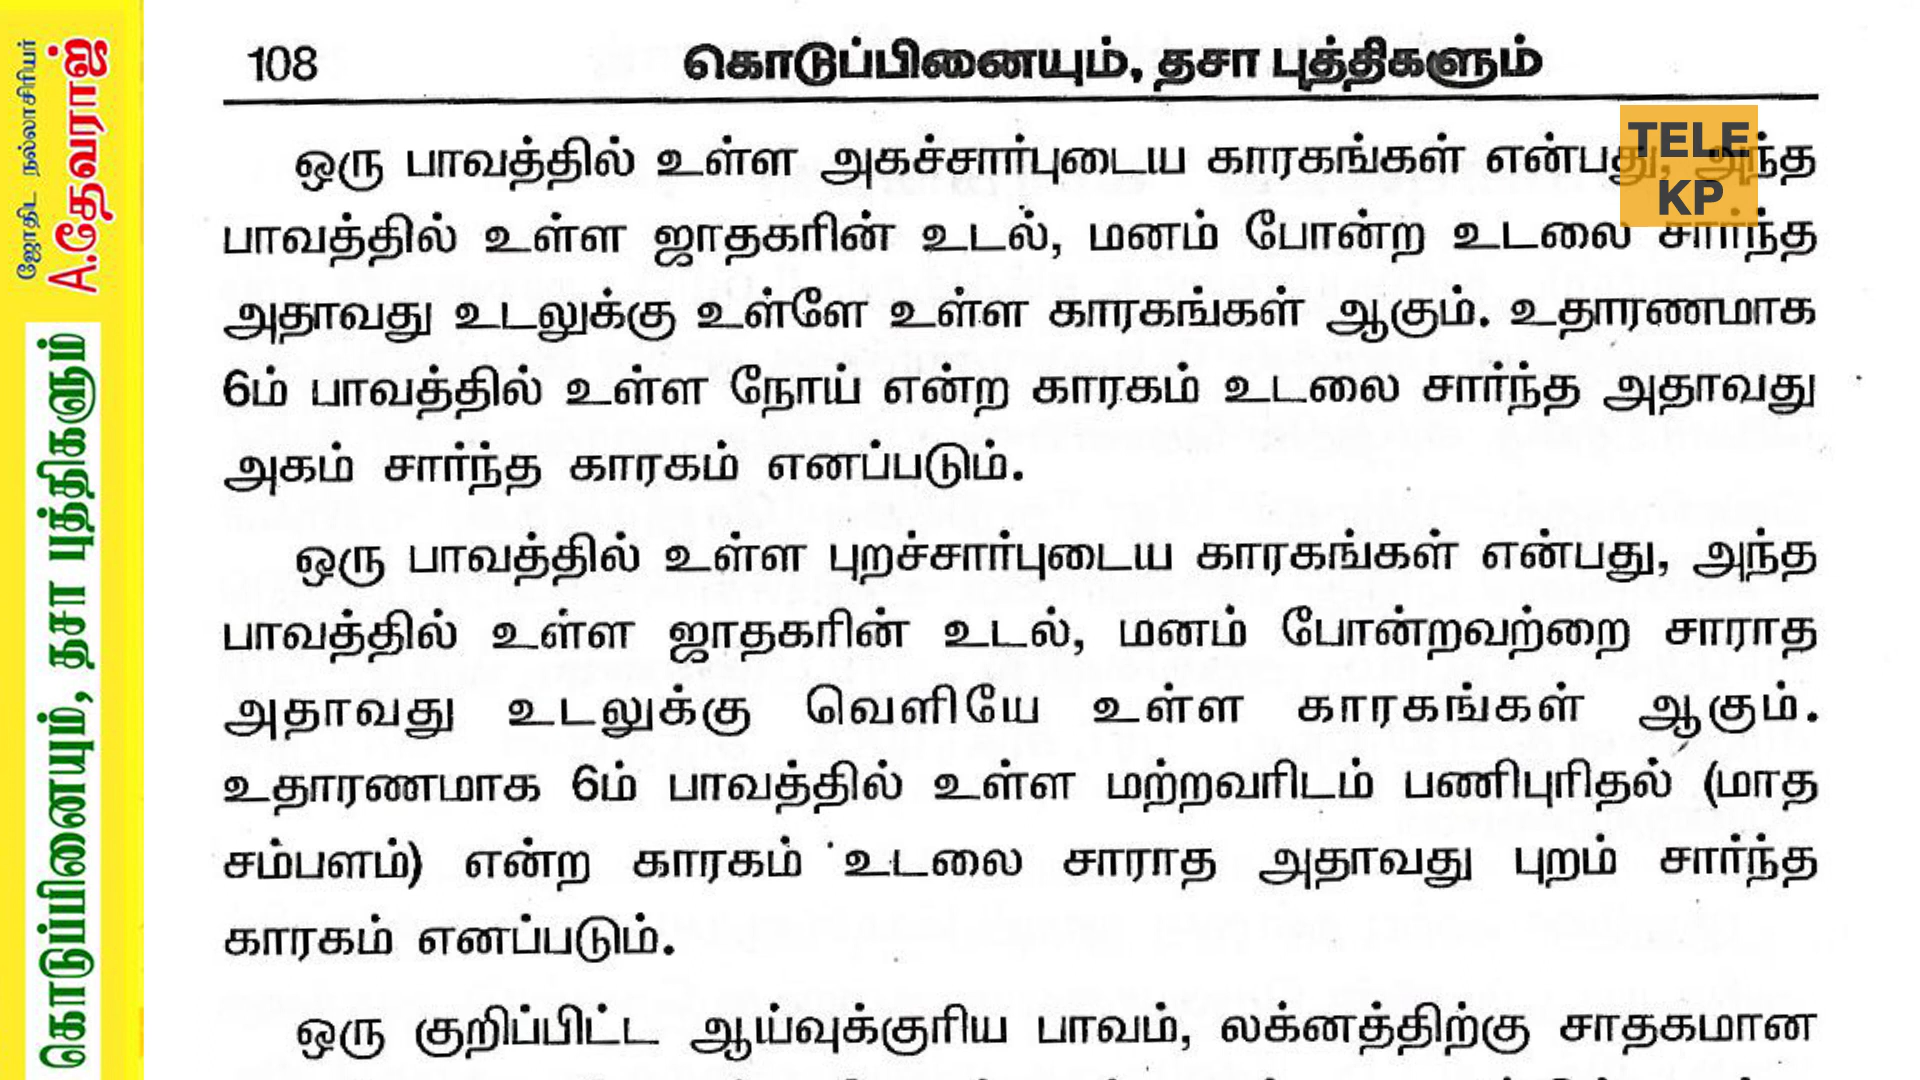 ஜோதிட நல்லாசிரியர்
A.தேவராஜ்
கொடுப்பினையும், தசா புத்திகளும்
108
கொடுப்பினையும், தசா புத்திகளும்
TELE
KP
ஒரு பாவத்தில் உள்ள அகச்சார்புடைய காரகங்கள் என்பது, அந்த
பாவத்தில் உள்ள ஜாதகரின் உடல், மனம் போன்ற உடலை சார்ந்த
அதாவது உடலுக்கு உள்ளே உள்ள காரகங்கள் ஆகும். உதாரணமாக
6ம் பாவத்தில் உள்ள நோய் என்ற காரகம் உடலை சார்ந்த அதாவது
அகம் சார்ந்த காரகம் எனப்படும்.
ஒரு பாவத்தில் உள்ள புறச்சார்புடைய காரகங்கள் என்பது, அந்த
பாவத்தில் உள்ள ஜாதகரின் உடல், மனம் போன்றவற்றை சாராத
அதாவது உடலுக்கு வெளியே உள்ள காரகங்கள் ஆகும்.
உதாரணமாக 6ம் பாவத்தில் உள்ள மற்றவரிடம் பணிபுரிதல் (மாத
சம்பளம்) என்ற காரகம் உடலை சாராத அதாவது புறம் சார்ந்த
காரகம் எனப்படும்.
ஒரு குறிப்பிட்ட ஆய்வுக்குரிய பாவம், லக்னத்திற்கு சாதகமான